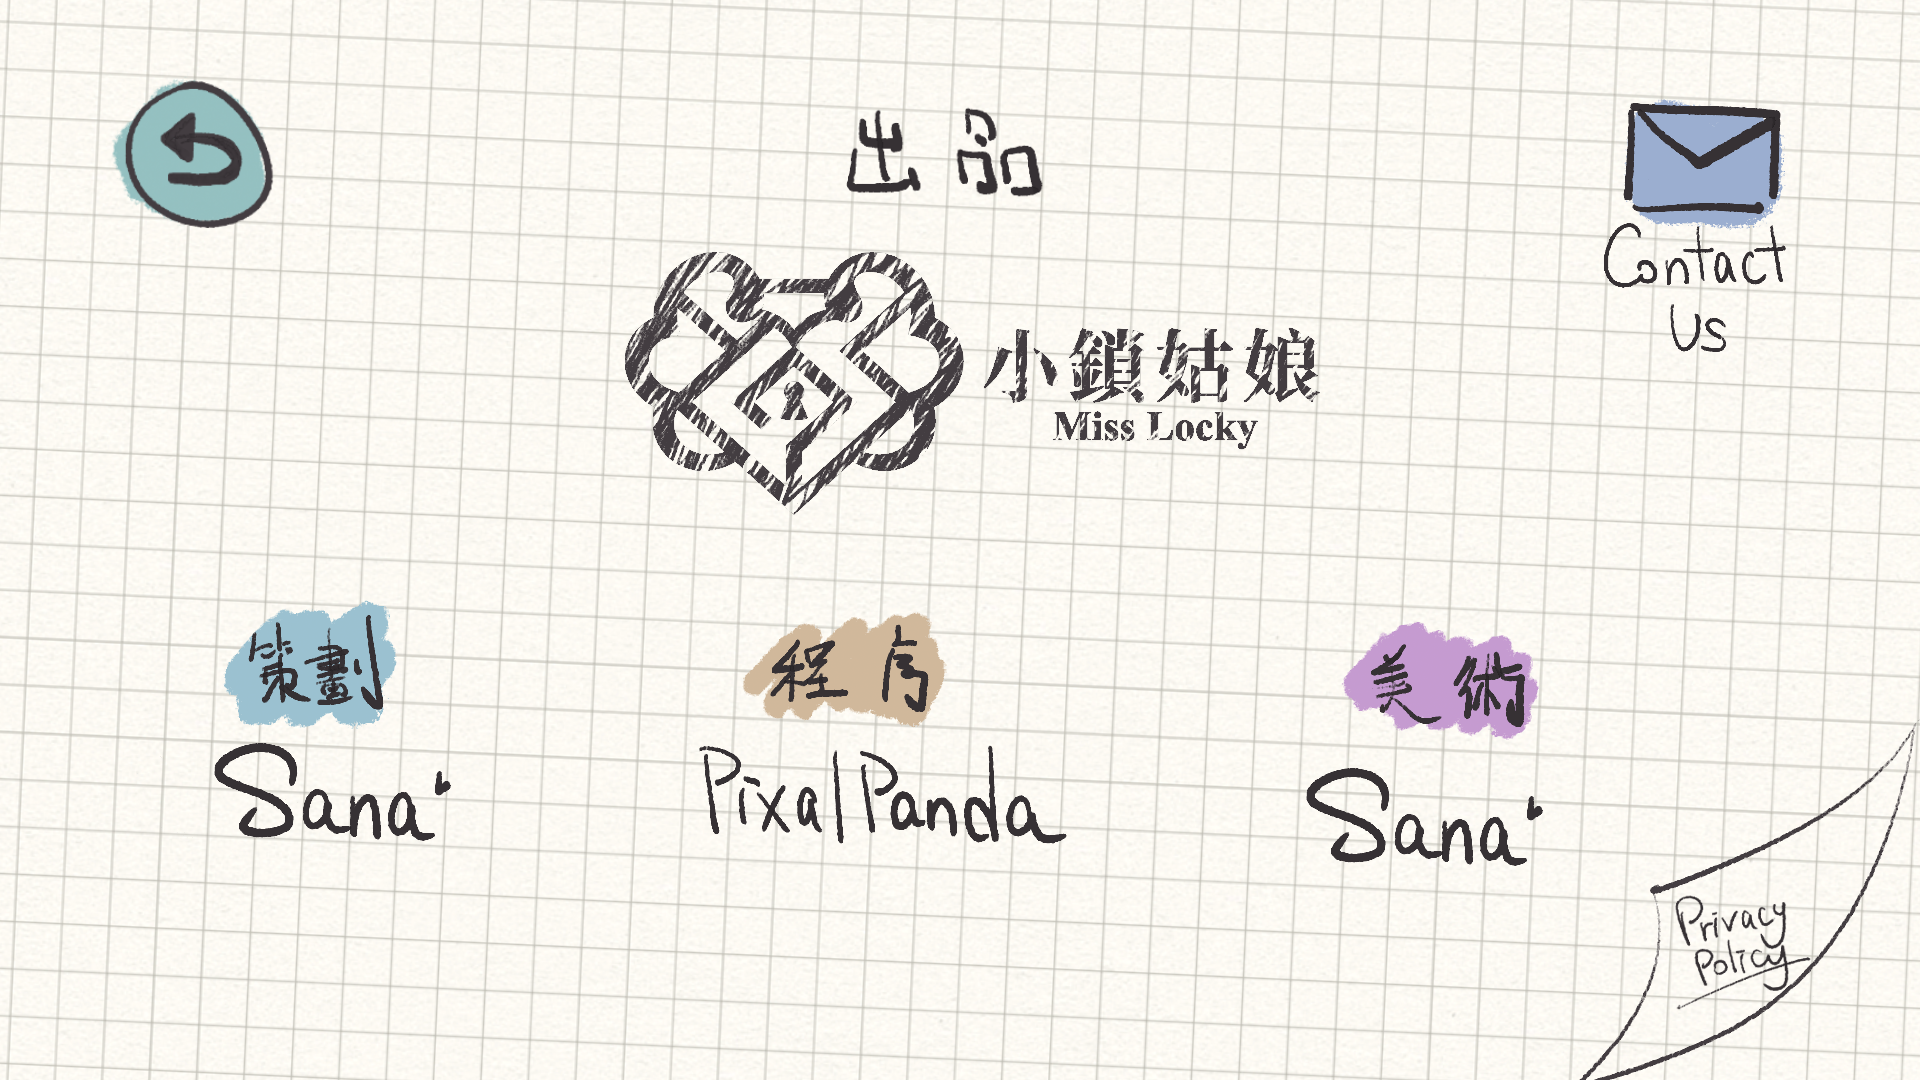 出品
Contact
Us
小鎖姑娘
Miss Locky
策劃
程序
美術
Sana
PixalPanda
Sana
Privacy
Policy